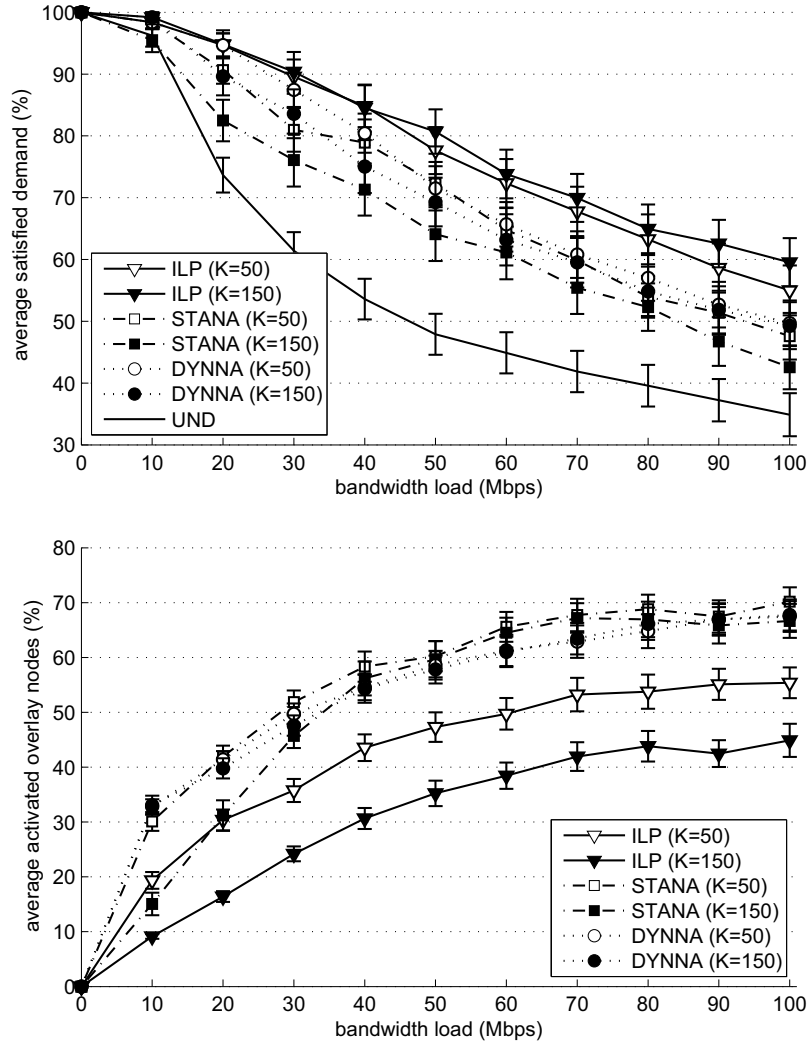 100
90
80
70
60
50
40
30
average satisfied demand (%)
ILP (K=50)
ILP (K=150)
STANA (K=50)
STANA (K=150)
DYNNA (K=50)
DYNNA (K=150)
UND
0 10 20 30 40 50 60 70 80 90 100
bandwidth load (Mbps)
80
70
60
50
40
30
20
10
0
average activated overlay nodes (%)
ILP (K=50)
ILP (K=150)
STANA (K=50)
STANA (K=150)
DYNNA (K=50)
DYNNA (K=150)
0 10 20 30 40 50 60 70 80 90 100
bandwidth load (Mbps)